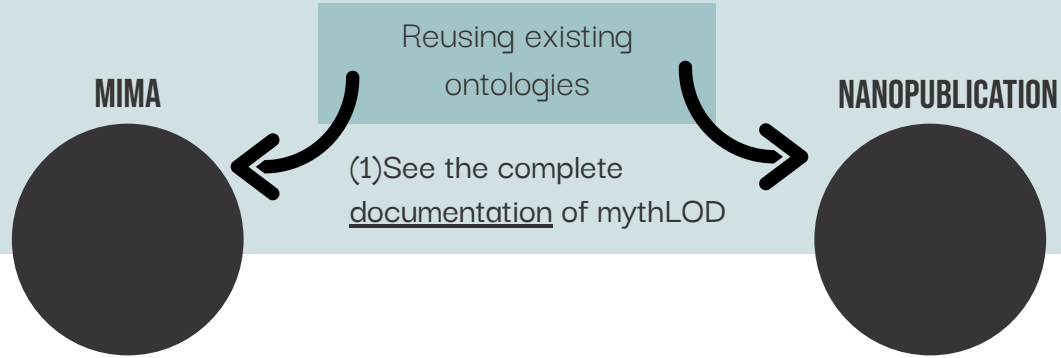 Reusing existing
ontologies
MIMA
NANOPUBLICATION
(1)See the complete
documentation of mythLOD